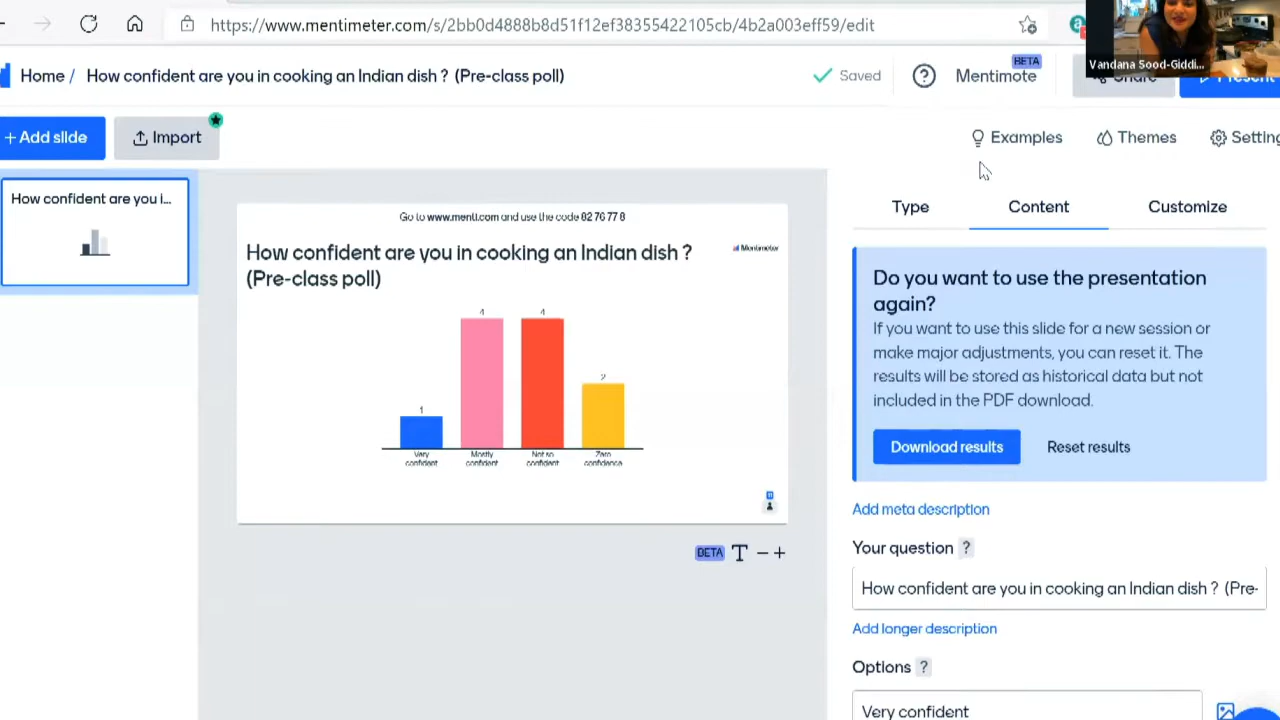 https://www.mentimeter.com/s/2bb0d4888b8d51f12ef38355422105cb/4b2a003eff59/edit
Vandana Sood-Giddi...
Home / How confident are you in cooking an Indian dish ? (Pre-class poll)
Saved
?
Mentimote
BETA
Share
Present
+ Add slide
Import
Examples
Themes
Setting
How confident are you i...
Go to www.menti.com and use the code 82 76 77 8
How confident are you in cooking an Indian dish ?
(Pre-class poll)
Mentimeter
4
4
2
1
Very
confident
Mostly
confident
Not so
confident
Zero
confidence
BETA T − +
Type
Content
Customize
Do you want to use the presentation
again?
If you want to use this slide for a new session or
make major adjustments, you can reset it. The
results will be stored as historical data but not
included in the PDF download.
Download results
Reset results
Add meta description
Your question ?
How confident are you in cooking an Indian dish ? (Pre-
Add longer description
Options ?
Very confident